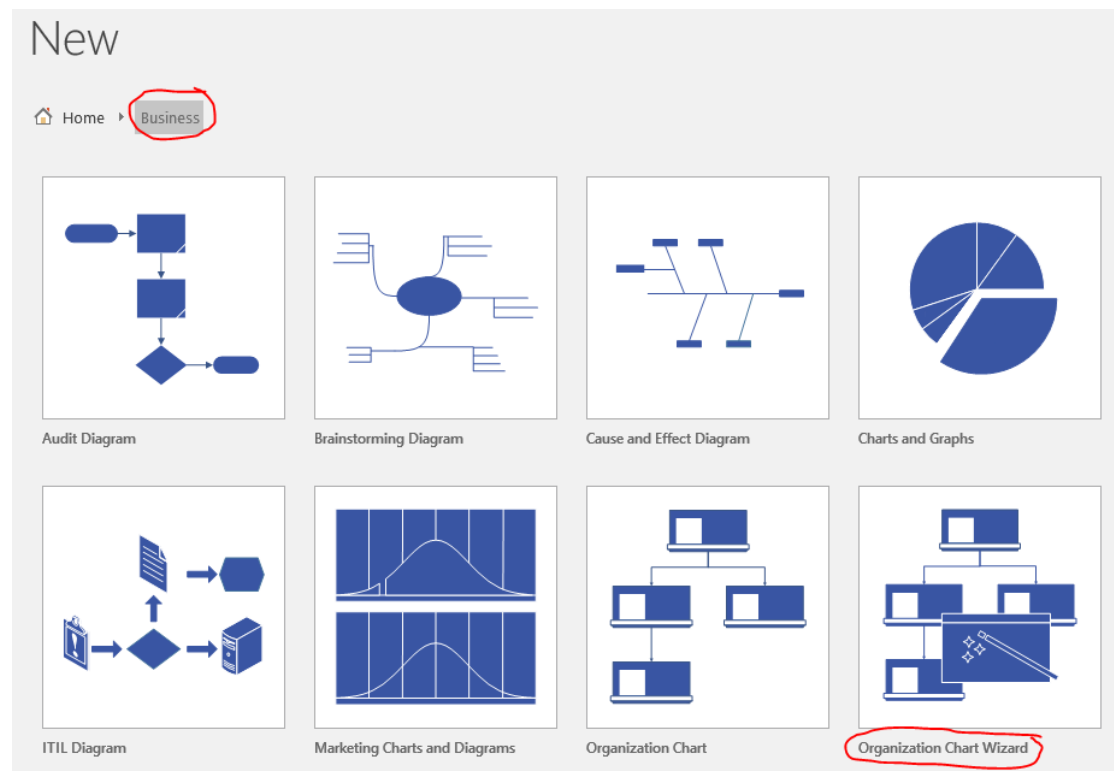 New
Home Business
Audit Diagram
Brainstorming Diagram
Cause and Effect Diagram
Charts and Graphs
ITIL Diagram
Marketing Charts and Diagrams
Organization Chart
Organization Chart Wizard